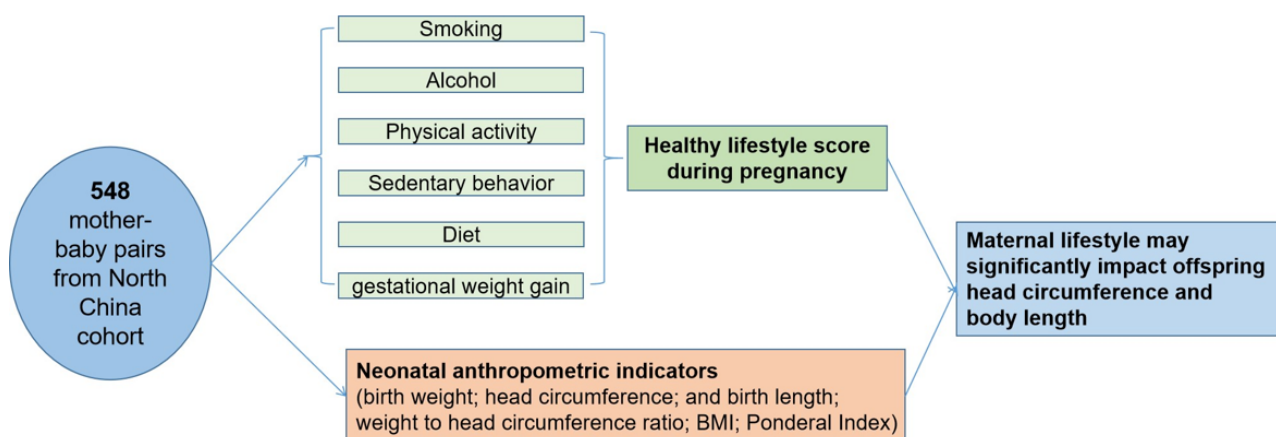 548
mother-
baby pairs
from North
China
cohort
Smoking
Alcohol
Physical activity
Sedentary behavior
Diet
gestational weight gain
Healthy lifestyle score
during pregnancy
Neonatal anthropometric indicators
(birth weight; head circumference; and birth length;
weight to head circumference ratio; BMI; Ponderal Index)
Maternal lifestyle may
significantly impact offspring
head circumference and
body length